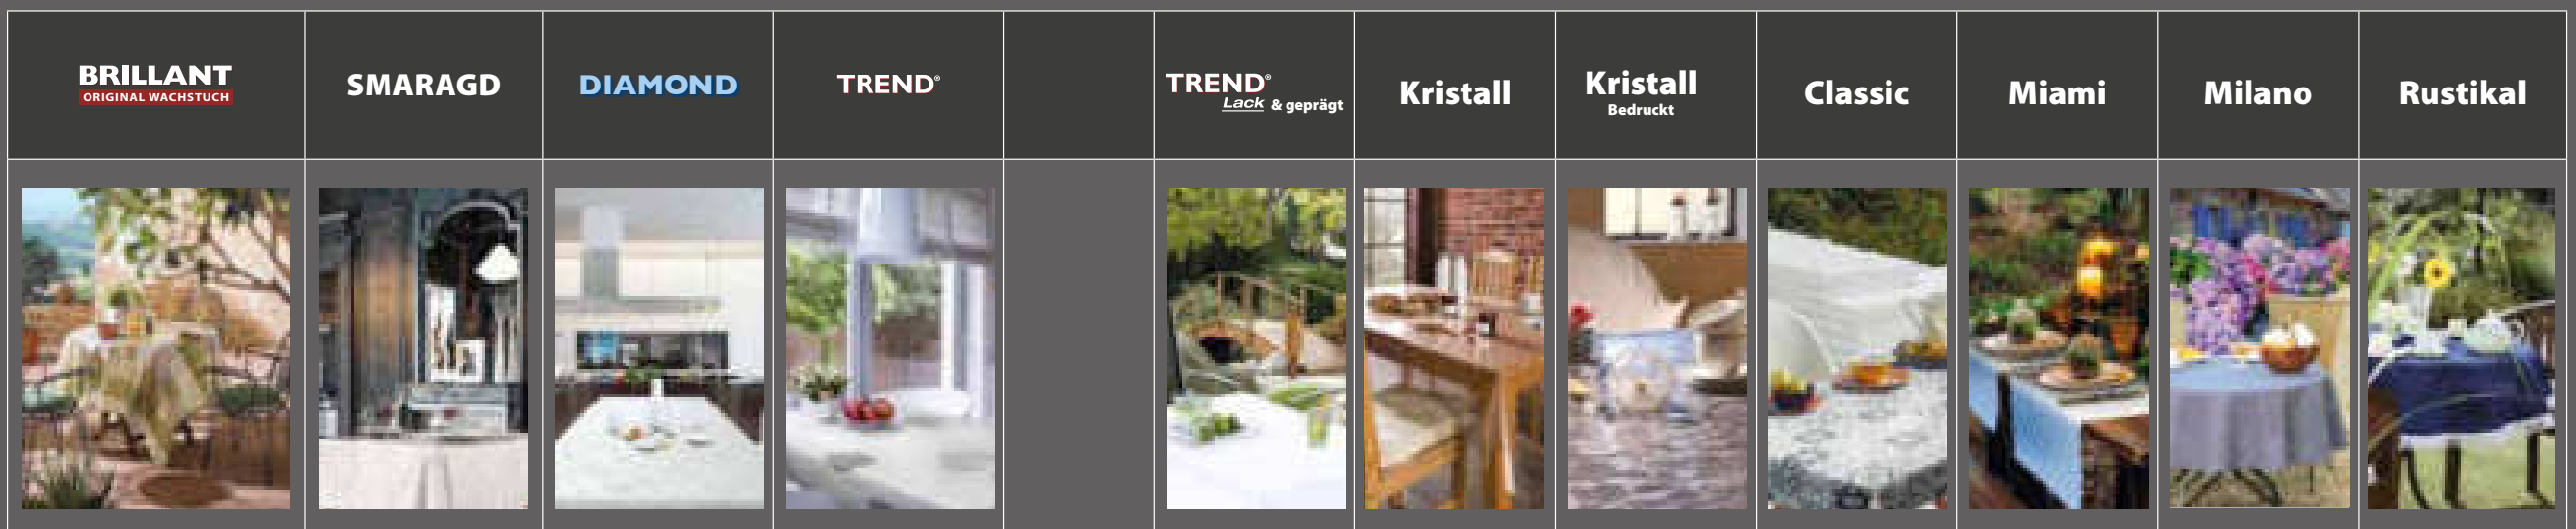 BRILLANT
ORIGINAL WACHSTUCH
SMARAGD
DIAMOND
TREND®
TREND®
Lack & geprägt
Kristall
Kristall
Bedruckt
Classic
Miami
Milano
Rustikal